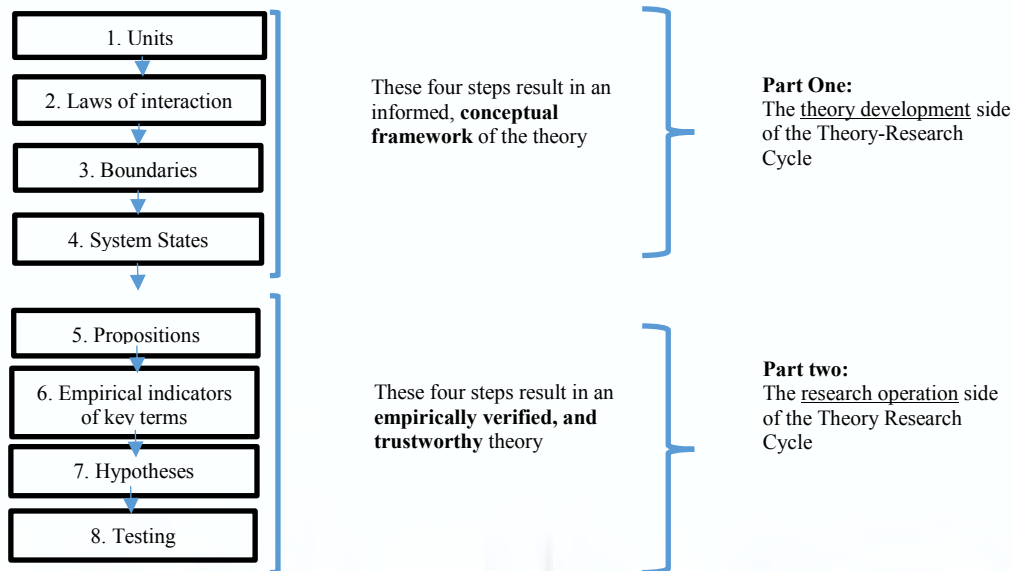 1. Units
2. Laws of interaction
3. Boundaries
4. System States
These four steps result in an
informed, conceptual
framework of the theory
Part One:
The theory development side
of the Theory-Research
Cycle
5. Propositions
6. Empirical indicators
of key terms
7. Hypotheses
8. Testing
These four steps result in an
empirically verified, and
trustworthy theory
Part two:
The research operation side
of the Theory Research
Cycle